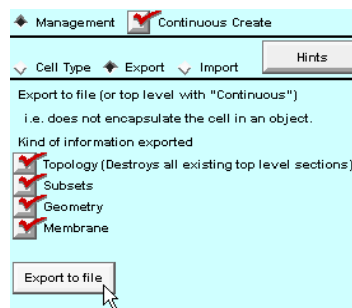 Management Continuous Create
Cell Type Export Import Hints
Export to file (or top level with "Continuous")
i.e. does not encapsulate the cell in an object.
Kind of information exported
Topology (Destroys all existing top level sections)
Subsets
Geometry
Membrane
Export to file